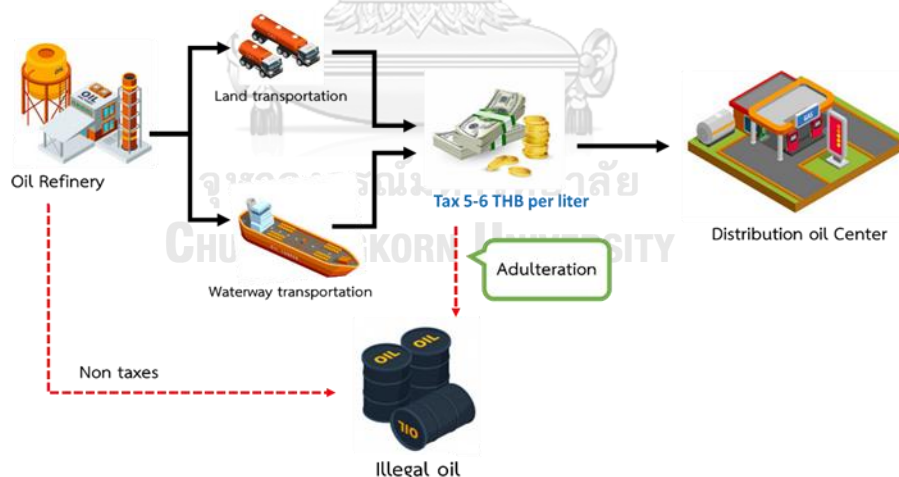 OIL
Land transportation
Oil Refinery
GAS
Tax 5-6 THB per liter
Distribution oil Center
Waterway transportation
Adulteration
Non taxes
OIL
OIL
OIL
Illegal oil